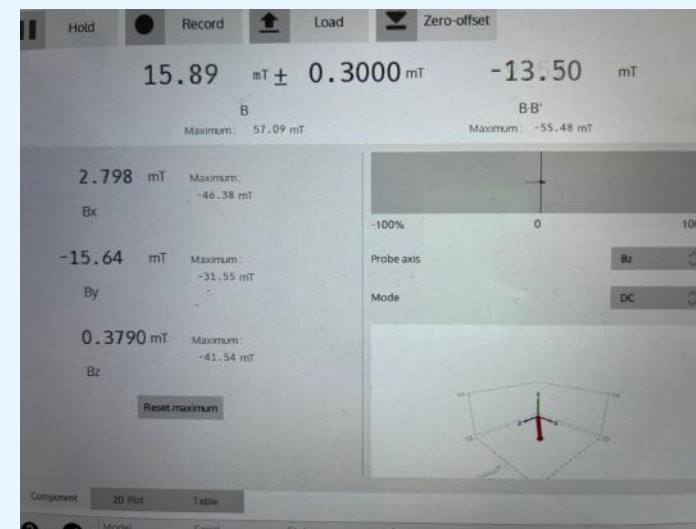 Hold Record Load Zero-offset
15.89 mT ± 0.3000 mT -13.50 mT
B B-B'
Maximum: 57.09 mT Maximum: -55.48 mT
2.798 mT Maximum:
-46.38 mT
Bx
-100% 0
-15.64 mT Maximum: Probe axis Bz
-31.55 mT
By
Mode DC
0.3790 mT Maximum:
-41.54 mT
Bz
Reset maximum
Component 2D Plot Table
Model Serial